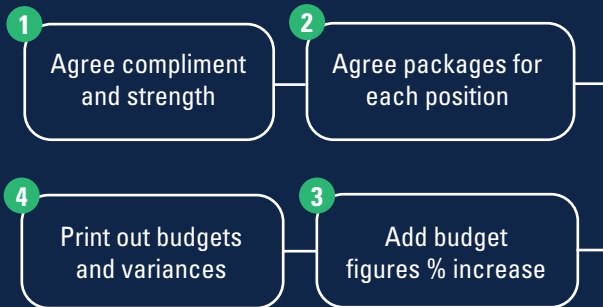 1
Agree compliment
and strength
2
Agree packages for
each position
3
Add budget
figures % increase
4
Print out budgets
and variances